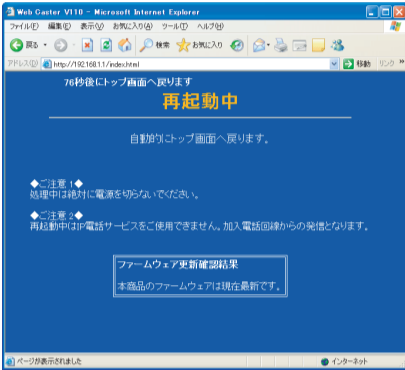 Web Caster V110 - Microsoft Internet Explorer
ファイル(F) 編集(E) 表示(V) お気に入り(A) ツール(T) ヘルプ(H)
戻る 検索 お気に入り
アドレス(D) http://192.168.1.1/index.html 移動 リンク
76秒後にトップ画面へ戻ります
再起動中
自動的にトップ画面へ戻ります。
◆ご注意 1◆
処理中は絶対に電源を切らないでください。
◆ご注意 2◆
再起動中はIP電話サービスをご使用できません。加入電話回線からの発信となります。
ファームウェア更新確認結果
本商品のファームウェアは現在最新です。
ページが表示されました インターネット